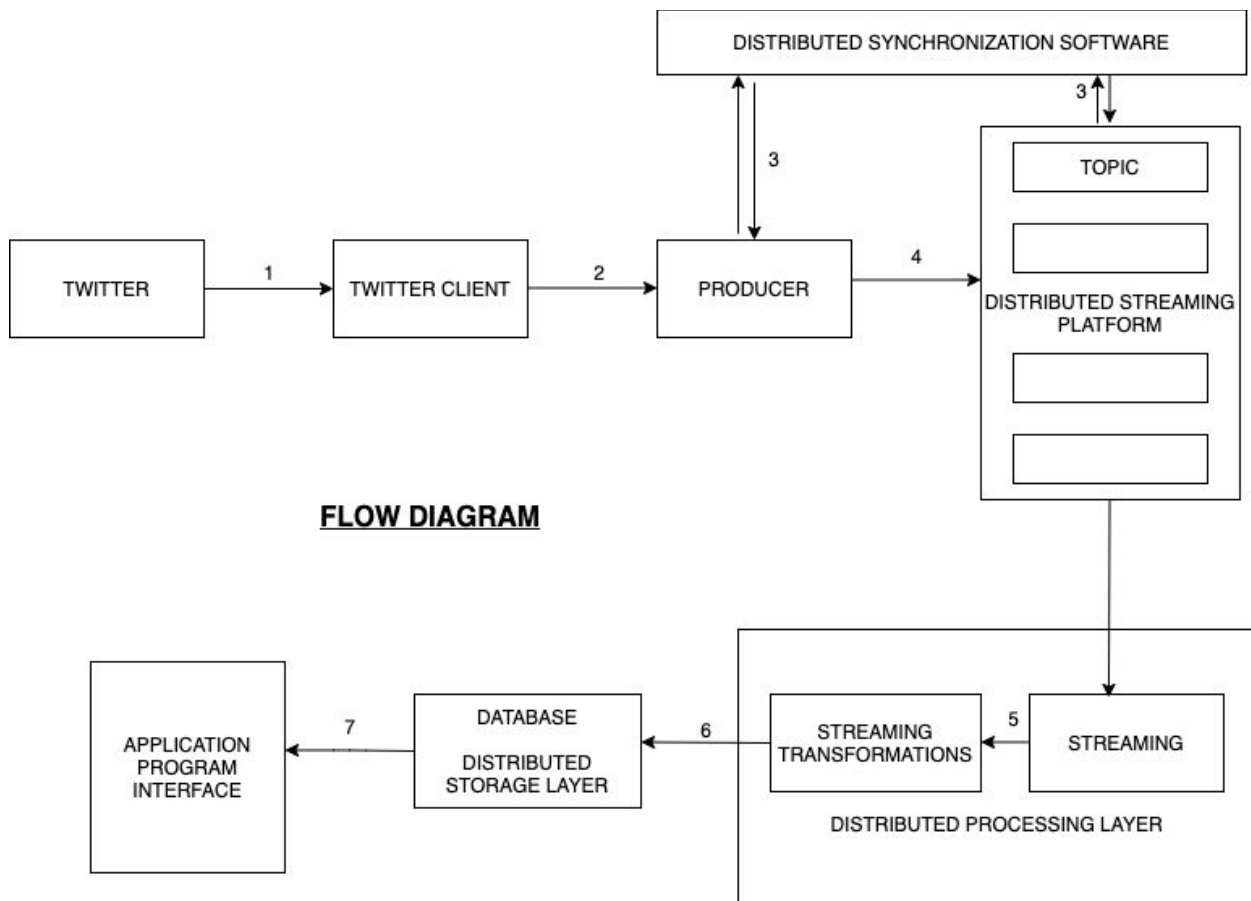 DISTRIBUTED SYNCHRONIZATION SOFTWARE
3
3
TOPIC
TWITTER
1
TWITTER CLIENT
2
PRODUCER
4
DISTRIBUTED STREAMING
PLATFORM
FLOW DIAGRAM
APPLICATION
PROGRAM
INTERFACE
7
DATABASE
DISTRIBUTED
STORAGE LAYER
6
STREAMING
TRANSFORMATIONS
5
STREAMING
DISTRIBUTED PROCESSING LAYER